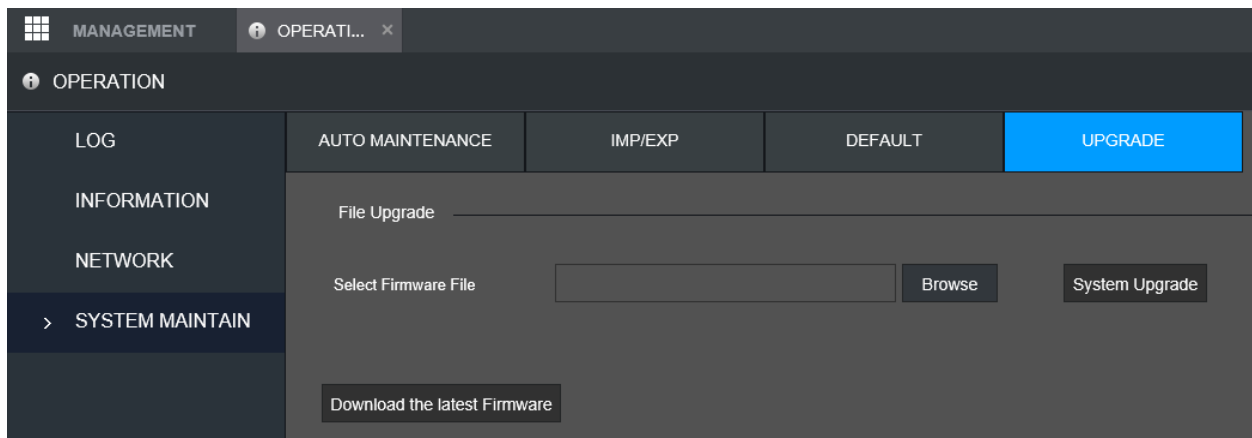 MANAGEMENT OPERATI... ×
OPERATION
LOG AUTO MAINTENANCE IMP/EXP DEFAULT UPGRADE
INFORMATION
File Upgrade
NETWORK
Select Firmware File Browse System Upgrade
> SYSTEM MAINTAIN
Download the latest Firmware